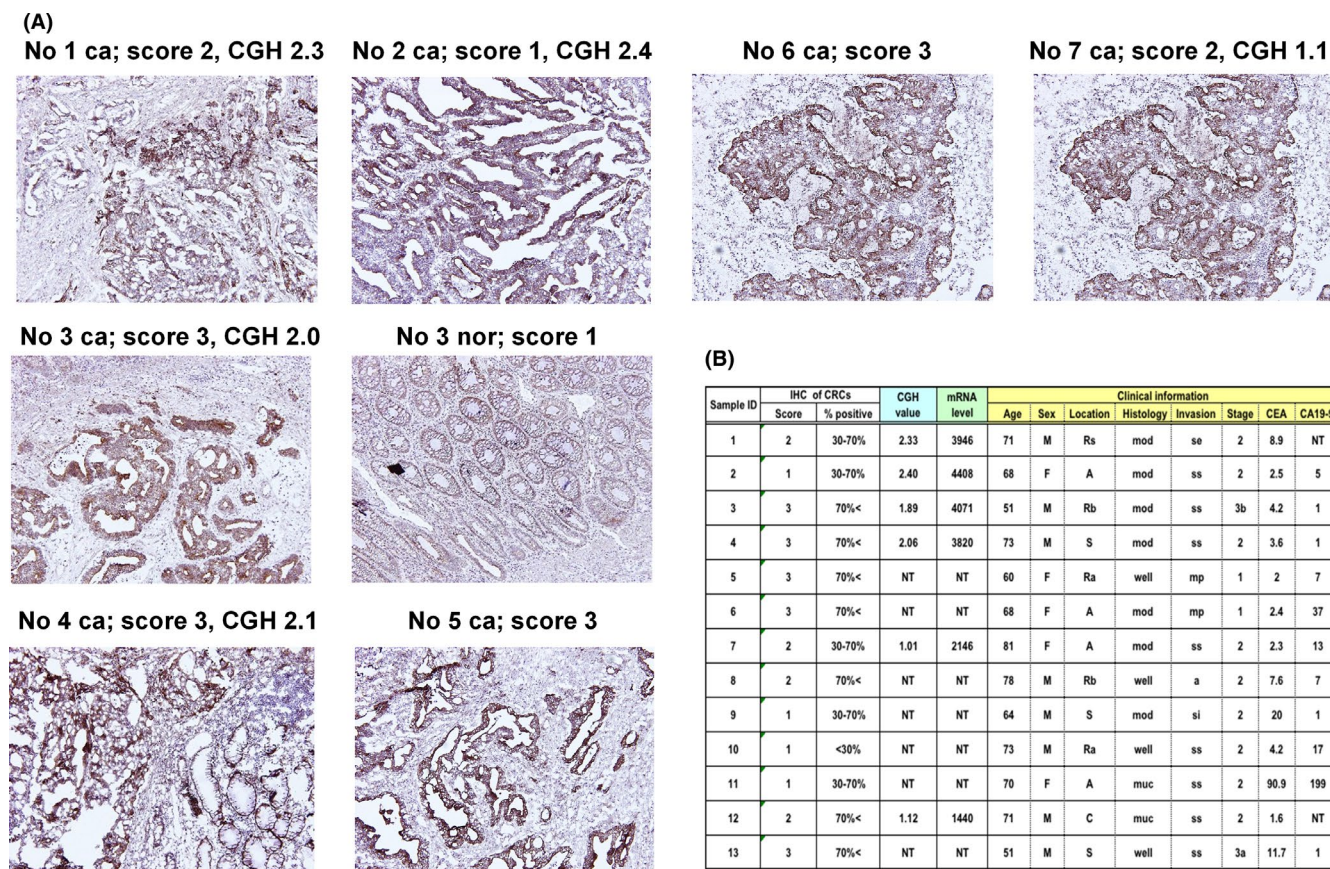 (A)
No 1 ca; score 2, CGH 2.3
No 2 ca; score 1, CGH 2.4
No 6 ca; score 3
No 7 ca; score 2, CGH 1.1
No 3 ca; score 3, CGH 2.0
No 3 nor; score 1
No 4 ca; score 3, CGH 2.1
No 5 ca; score 3
(B)
Sample ID IHC of CRCs CGH value mRNA level Clinical information
Score % positive Age Sex Location Histology Invasion Stage CEA CA19-9
1 2 30-70% 2.33 3946 71 M Rs mod se 2 8.9 NT
2 1 30-70% 2.40 4408 68 F A mod ss 2 2.5 5
3 3 70%< 1.89 4071 51 M Rb mod ss 3b 4.2 1
4 3 70%< 2.06 3820 73 M S mod ss 2 3.6 1
5 3 70%< NT NT 60 F Ra well mp 1 2 7
6 3 70%< NT NT 68 F A mod mp 1 2.4 37
7 2 30-70% 1.01 2146 81 F A mod ss 2 2.3 13
8 2 70%< NT NT 78 M Rb well a 2 7.6 7
9 1 30-70% NT NT 64 M S mod si 2 20 1
10 1 <30% NT NT 73 M Ra well ss 2 4.2 17
11 1 30-70% NT NT 70 F A muc ss 2 90.9 199
12 2 70%< 1.12 1440 71 M C muc ss 2 1.6 NT
13 3 70%< NT NT 51 M S well ss 3a 11.7 1